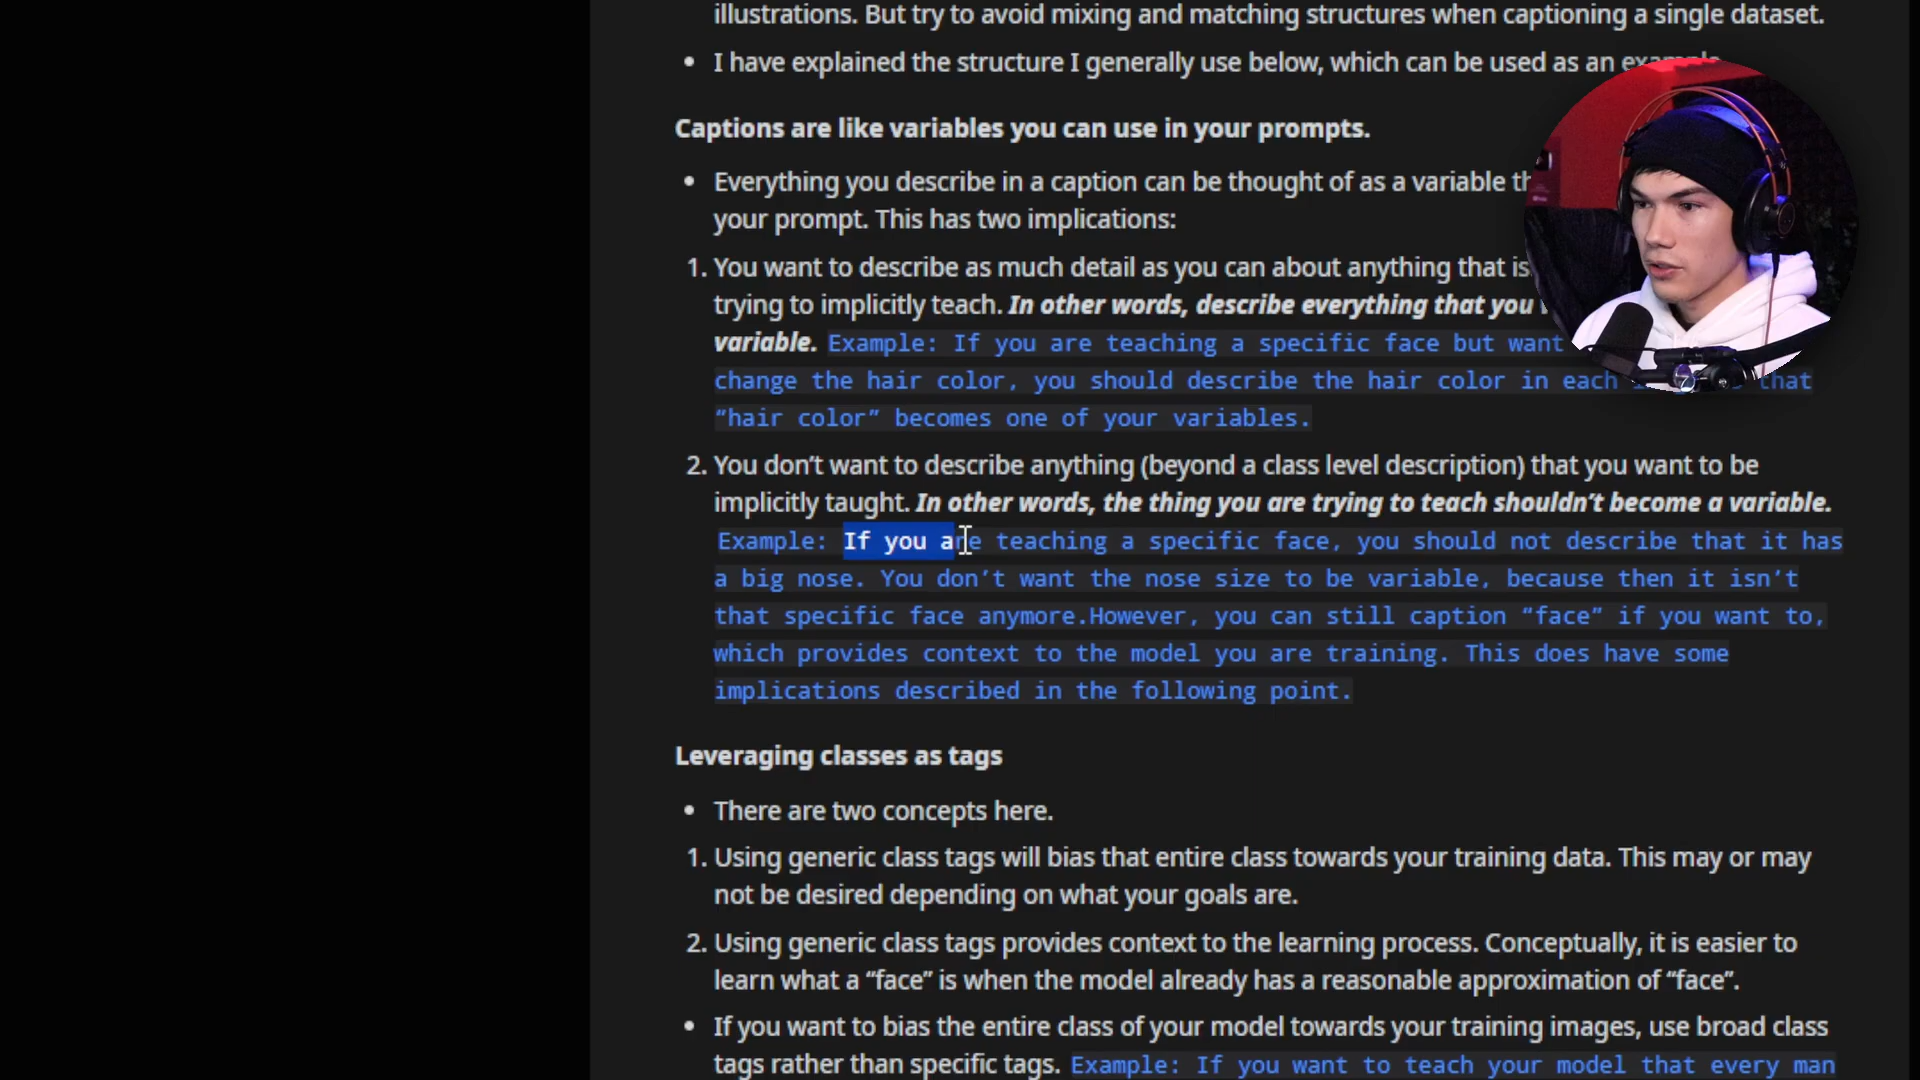 illustrations. But try to avoid mixing and matching structures when captioning a single dataset.
• I have explained the structure I generally use below, which can be used as an example
Captions are like variables you can use in your prompts.
• Everything you describe in a caption can be thought of as a variable
your prompt. This has two implications:
1. You want to describe as much detail as you can about anything that is
trying to implicitly teach. In other words, describe everything that you
variable. Example: If you are teaching a specific face but want
change the hair color, you should describe the hair color in each that
“hair color” becomes one of your variables.
2. You don’t want to describe anything (beyond a class level description) that you want to be
implicitly taught. In other words, the thing you are trying to teach shouldn’t become a variable.
Example: If you are teaching a specific face, you should not describe that it has
a big nose. You don’t want the nose size to be variable, because then it isn’t
that specific face anymore.However, you can still caption “face” if you want to,
which provides context to the model you are training. This does have some
implications described in the following point.
Leveraging classes as tags
• There are two concepts here.
1. Using generic class tags will bias that entire class towards your training data. This may or may
not be desired depending on what your goals are.
2. Using generic class tags provides context to the learning process. Conceptually, it is easier to
learn what a “face” is when the model already has a reasonable approximation of “face”.
• If you want to bias the entire class of your model towards your training images, use broad class
tags rather than specific tags. Example: If you want to teach your model that every man